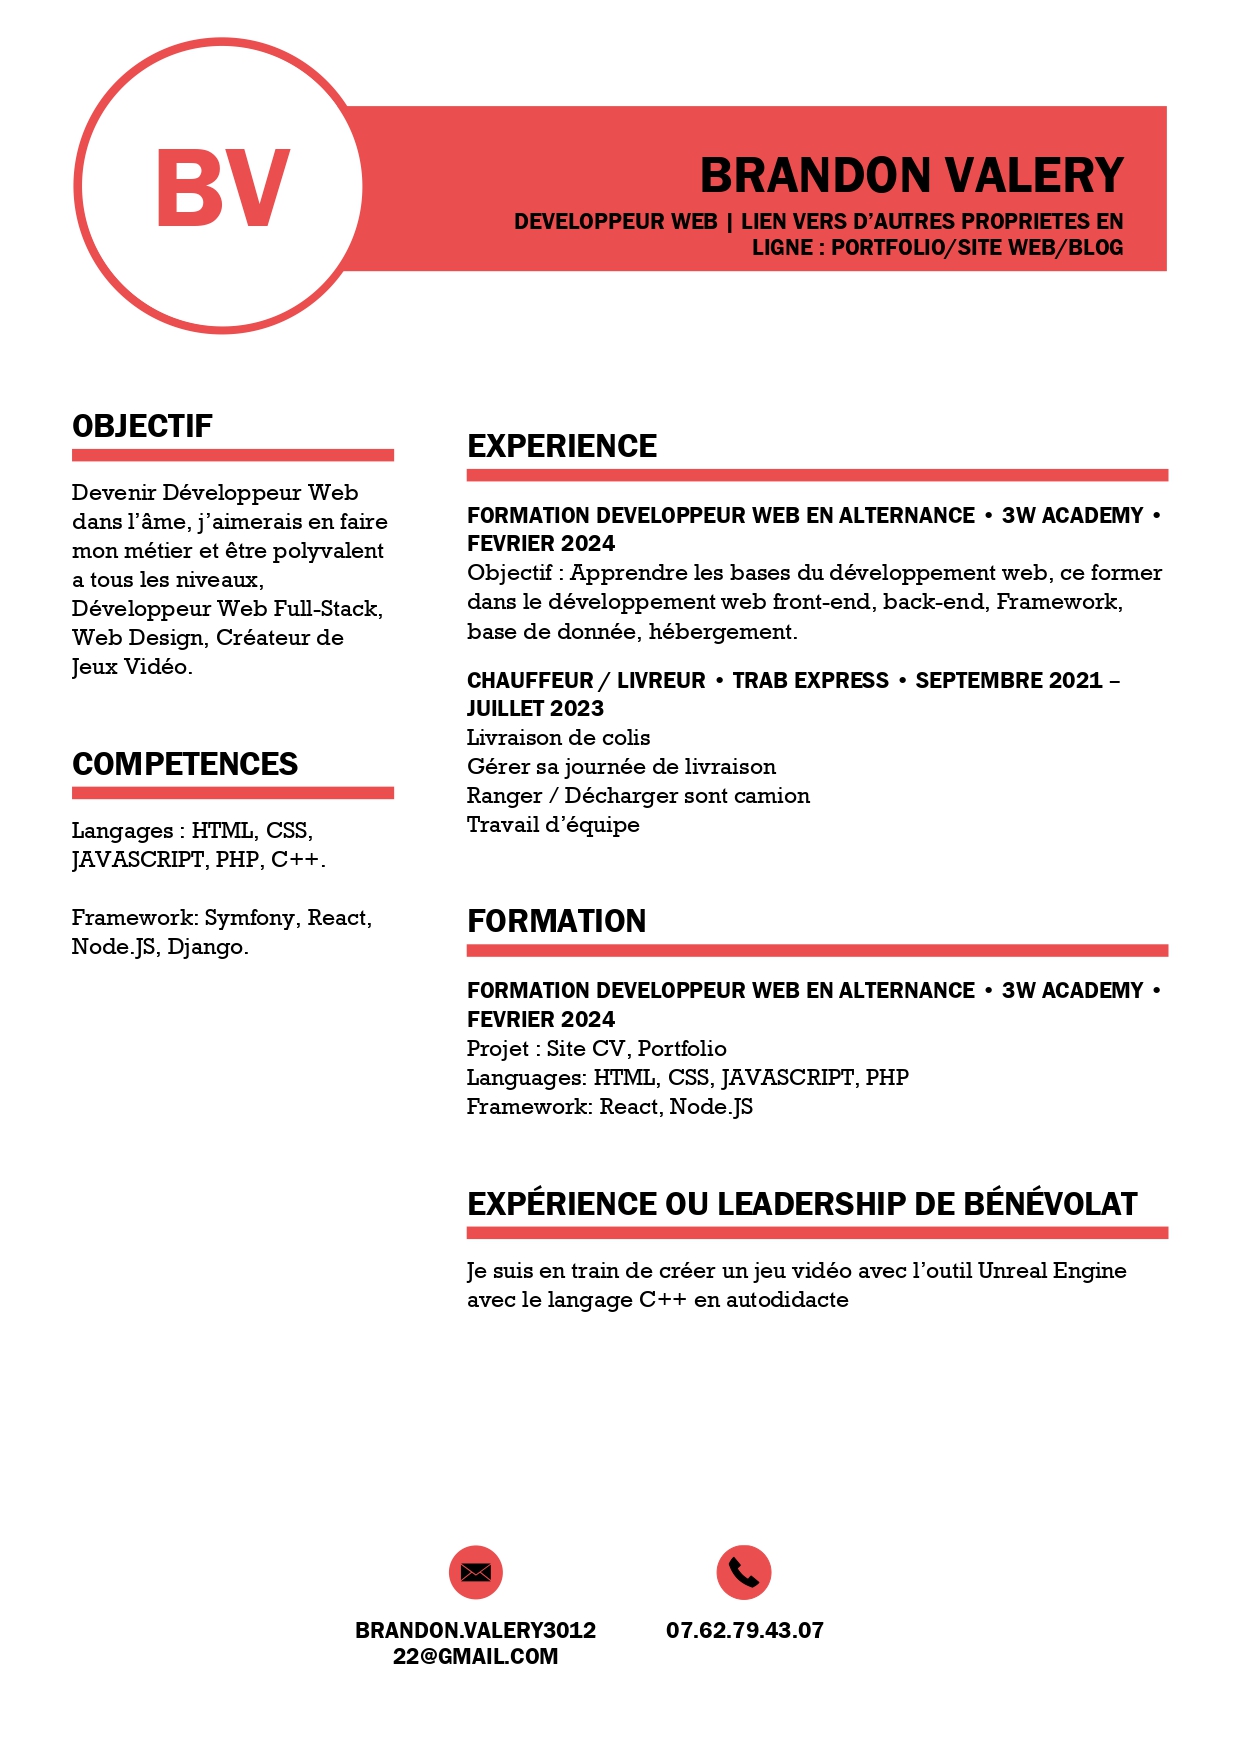 BV
BRANDON VALERY
DEVELOPPEUR WEB | LIEN VERS D’AUTRES PROPRIETES EN
LIGNE : PORTFOLIO/SITE WEB/BLOG
OBJECTIF
Devenir Développeur Web
dans l’âme, j’aimerais en faire
mon métier et être polyvalent
a tous les niveaux,
Développeur Web Full-Stack,
Web Design, Créateur de
Jeux Vidéo.
COMPETENCES
Langages : HTML, CSS,
JAVASCRIPT, PHP, C++.
Framework: Symfony, React,
Node.JS, Django.
EXPERIENCE
FORMATION DEVELOPPEUR WEB EN ALTERNANCE • 3W ACADEMY •
FEVRIER 2024
Objectif : Apprendre les bases du développement web, ce former
dans le développement web front-end, back-end, Framework,
base de donnée, hébergement.
CHAUFFEUR / LIVREUR • TRAB EXPRESS • SEPTEMBRE 2021 –
JUILLET 2023
Livraison de colis
Gérer sa journée de livraison
Ranger / Décharger sont camion
Travail d’équipe
FORMATION
FORMATION DEVELOPPEUR WEB EN ALTERNANCE • 3W ACADEMY •
FEVRIER 2024
Projet : Site CV, Portfolio
Languages: HTML, CSS, JAVASCRIPT, PHP
Framework: React, Node.JS
EXPÉRIENCE OU LEADERSHIP DE BÉNÉVOLAT
Je suis en train de créer un jeu vidéo avec l’outil Unreal Engine
avec le langage C++ en autodidacte
BRANDON.VALERY3012
22@GMAIL.COM
07.62.79.43.07